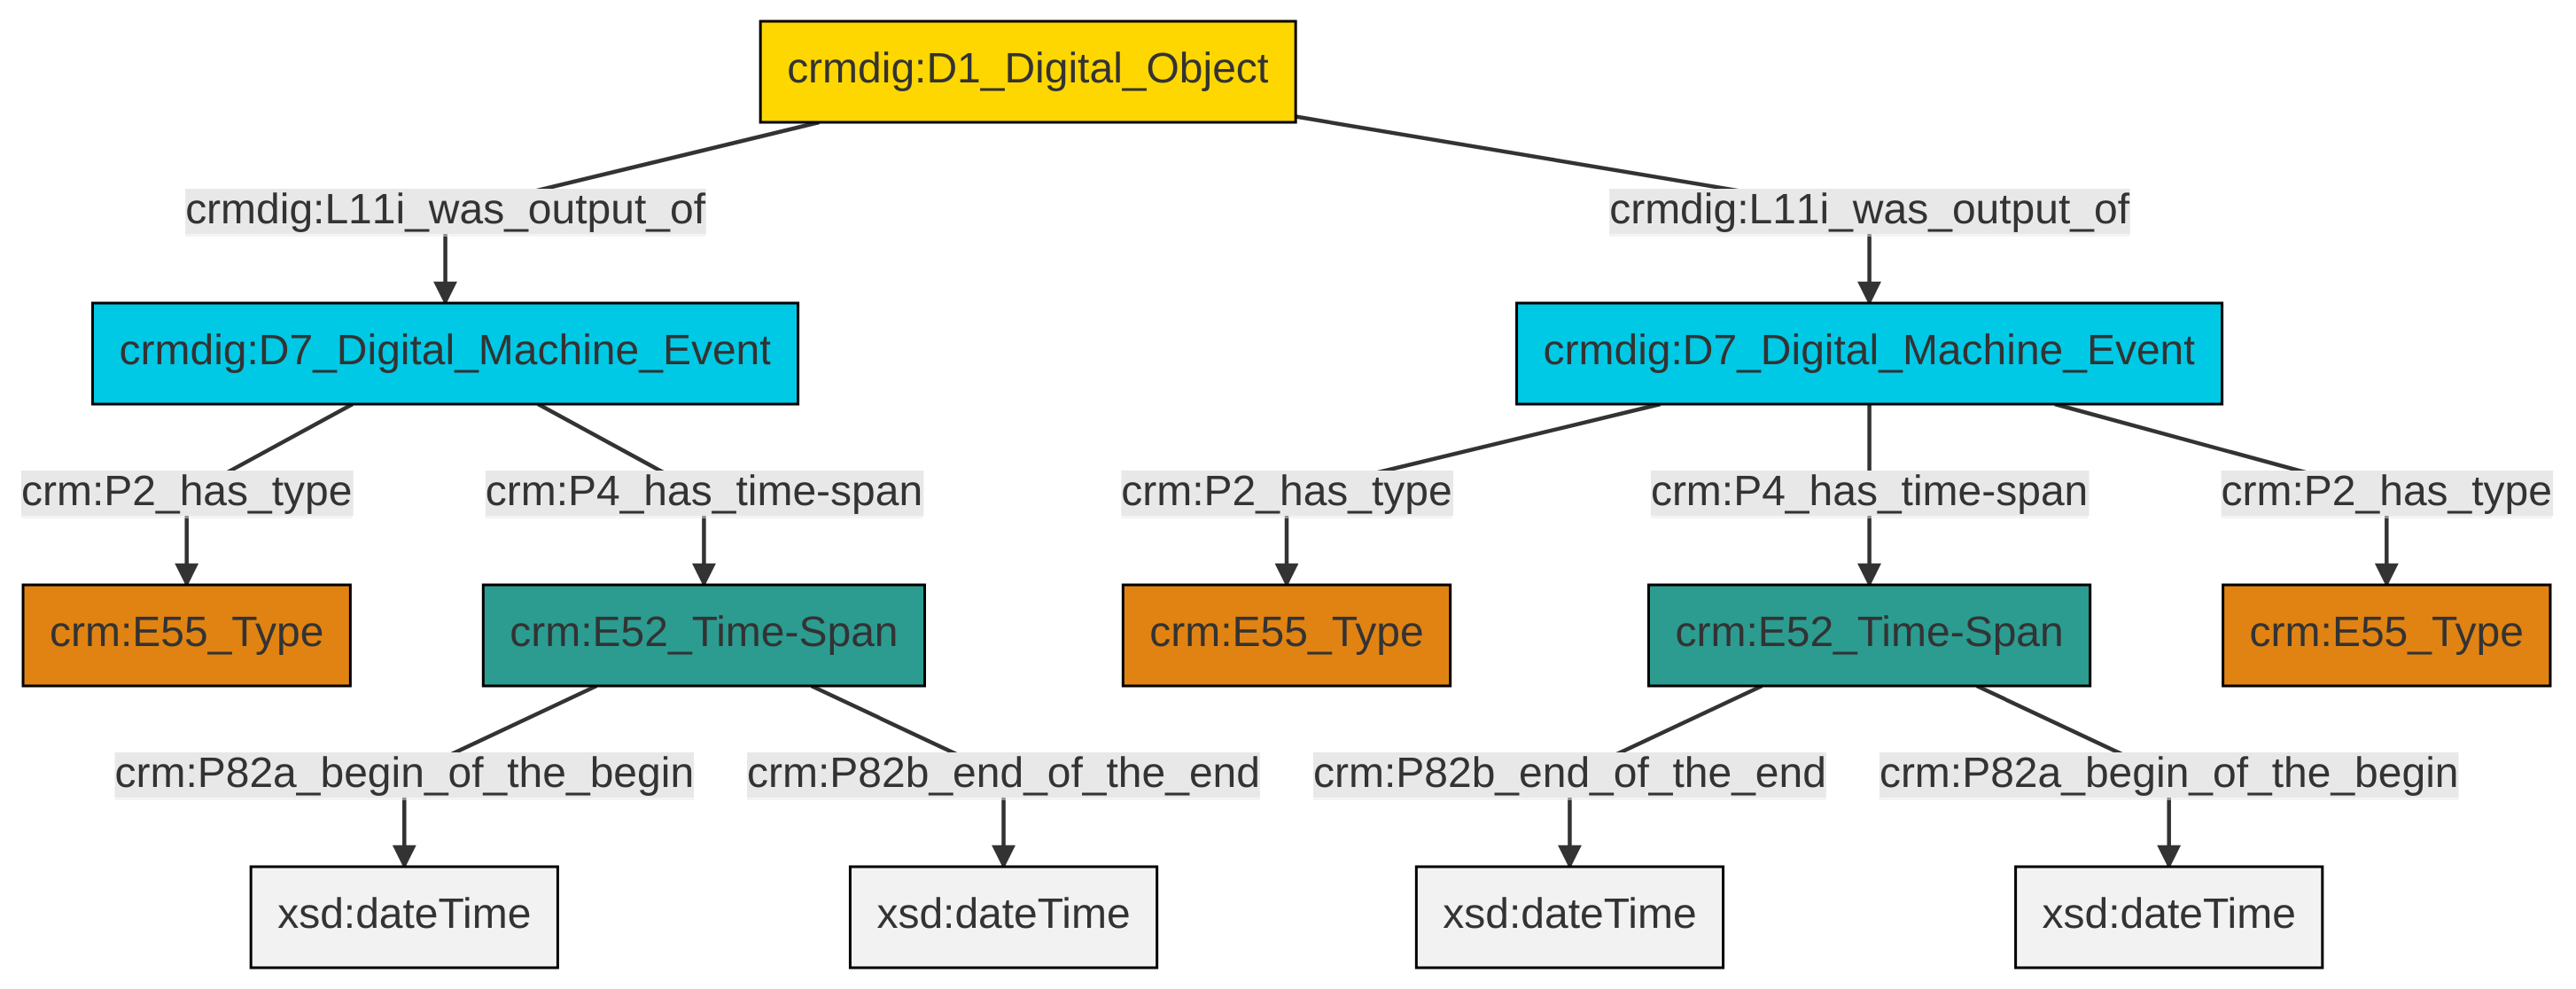 crmdig:D1_Digital_Object
crmdig:L11i_was_output_of
crmdig:L11i_was_output_of
crmdig:D7_Digital_Machine_Event
crmdig:D7_Digital_Machine_Event
crm:P2_has_type
crm:P4_has_time-span
crm:P2_has_type
crm:P4_has_time-span
crm:P2_has_type
crm:E55_Type
crm:E52_Time-Span
crm:E55_Type
crm:E52_Time-Span
crm:E55_Type
crm:P82a_begin_of_the_begin
crm:P82b_end_of_the_end
crm:P82b_end_of_the_end
crm:P82a_begin_of_the_begin
xsd:dateTime
xsd:dateTime
xsd:dateTime
xsd:dateTime